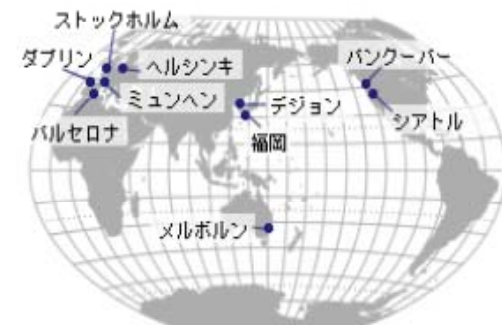 ストックホルム
ダブリン
ヘルシンキ
バンクーバー
ミュンヘン
デジョン
シアトル
バルセロナ
福岡
メルボルン